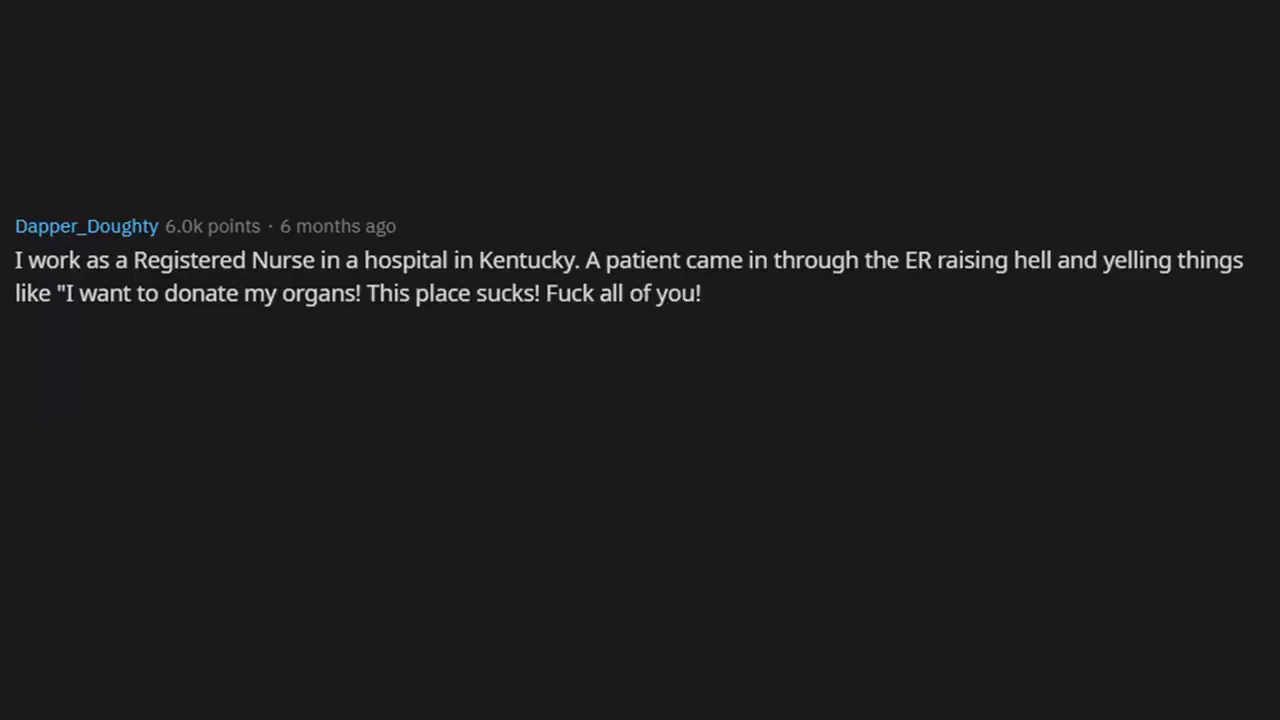 Dapper_Doughty 6.0k points · 6 months ago
I work as a Registered Nurse in a hospital in Kentucky. A patient came in through the ER raising hell and yelling things
like "I want to donate my organs! This place sucks! Fuck all of you!